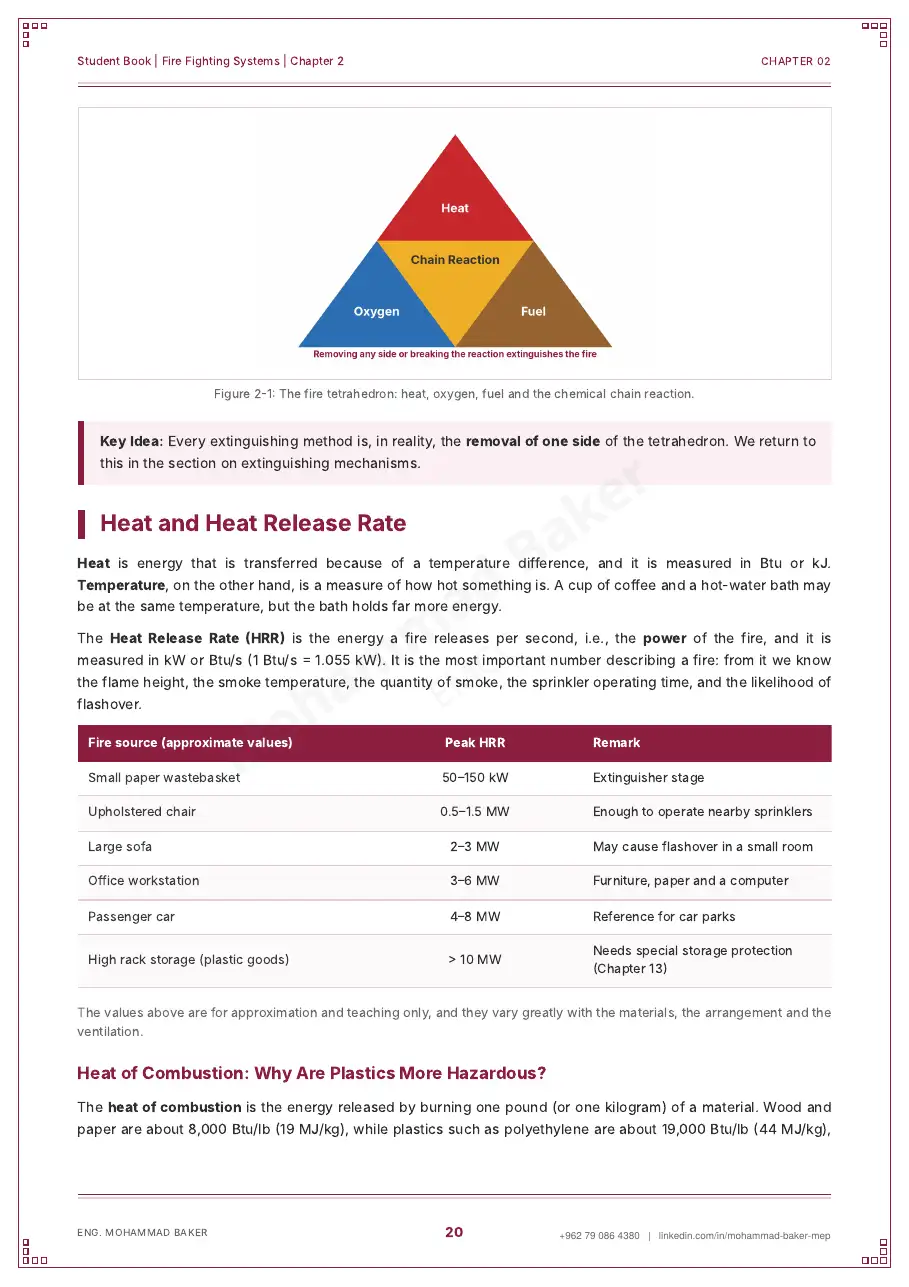 Student Book | Fire Fighting Systems | Chapter 2
CHAPTER 02
Heat
Chain Reaction
Oxygen
Fuel
Removing any side or breaking the reaction extinguishes the fire
Figure 2-1: The fire tetrahedron: heat, oxygen, fuel and the chemical chain reaction.
Key Idea: Every extinguishing method is, in reality, the removal of one side of the tetrahedron. We return to
this in the section on extinguishing mechanisms.
Heat and Heat Release Rate
Heat is energy that is transferred because of a temperature difference, and it is measured in Btu or kJ.
Temperature, on the other hand, is a measure of how hot something is. A cup of coffee and a hot-water bath may
be at the same temperature, but the bath holds far more energy.
The Heat Release Rate (HRR) is the energy a fire releases per second, i.e., the power of the fire, and it is
measured in kW or Btu/s (1 Btu/s = 1.055 kW). It is the most important number describing a fire: from it we know
the flame height, the smoke temperature, the quantity of smoke, the sprinkler operating time, and the likelihood of
flashover.
Fire source (approximate values) Peak HRR Remark
Small paper wastebasket 50–150 kW Extinguisher stage
Upholstered chair 0.5–1.5 MW Enough to operate nearby sprinklers
Large sofa 2–3 MW May cause flashover in a small room
Office workstation 3–6 MW Furniture, paper and a computer
Passenger car 4–8 MW Reference for car parks
High rack storage (plastic goods) > 10 MW Needs special storage protection
(Chapter 13)
The values above are for approximation and teaching only, and they vary greatly with the materials, the arrangement and the
ventilation.
Heat of Combustion: Why Are Plastics More Hazardous?
The heat of combustion is the energy released by burning one pound (or one kilogram) of a material. Wood and
paper are about 8,000 Btu/lb (19 MJ/kg), while plastics such as polyethylene are about 19,000 Btu/lb (44 MJ/kg),
ENG. MOHAMMAD BAKER
20
+962 79 086 4380 | linkedin.com/in/mohammad-baker-mep